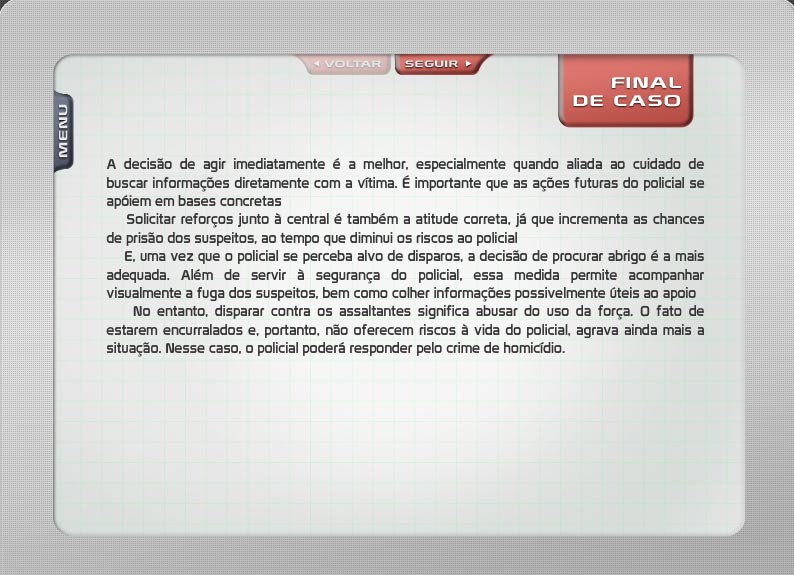 VOLTAR
SEGUIR
FINAL
DE CASO
MENU
A decisão de agir imediatamente é a melhor, especialmente quando aliada ao cuidado de
buscar informações diretamente com a vítima. É importante que as ações futuras do policial se
apóiem em bases concretas
Solicitar reforços junto à central é também a atitude correta, já que incrementa as chances
de prisão dos suspeitos, ao tempo que diminui os riscos ao policial
E, uma vez que o policial se perceba alvo de disparos, a decisão de procurar abrigo é a mais
adequada. Além de servir à segurança do policial, essa medida permite acompanhar
visualmente a fuga dos suspeitos, bem como colher informações possivelmente úteis ao apoio
No entanto, disparar contra os assaltantes significa abusar do uso da força. O fato de
estarem encurralados e, portanto, não oferecem riscos à vida do policial, agrava ainda mais a
situação. Nesse caso, o policial poderá responder pelo crime de homicídio.